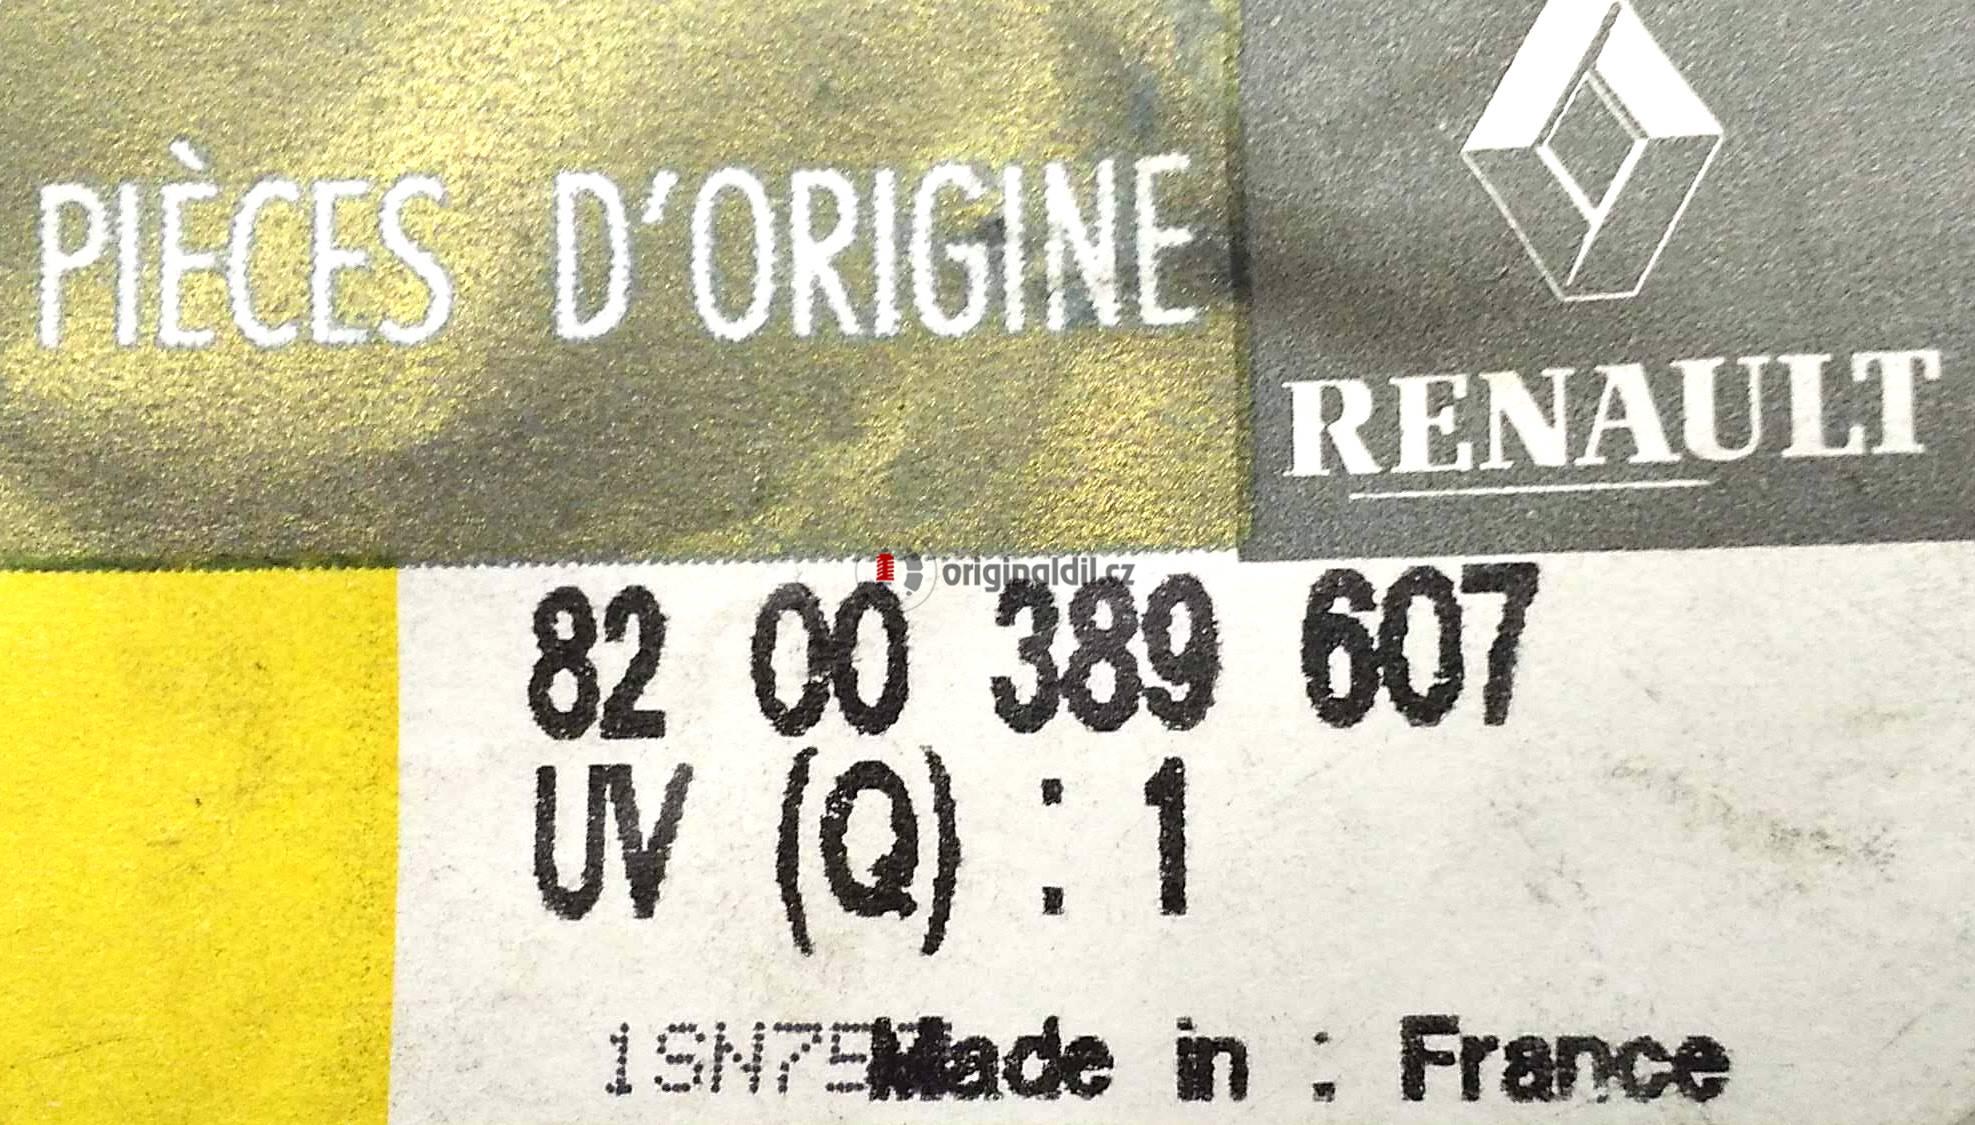 PIÈCES D'ORIGINE
RENAULT
originaldil.cz
82 00 389 607
UV (Q) : 1
Made in : France